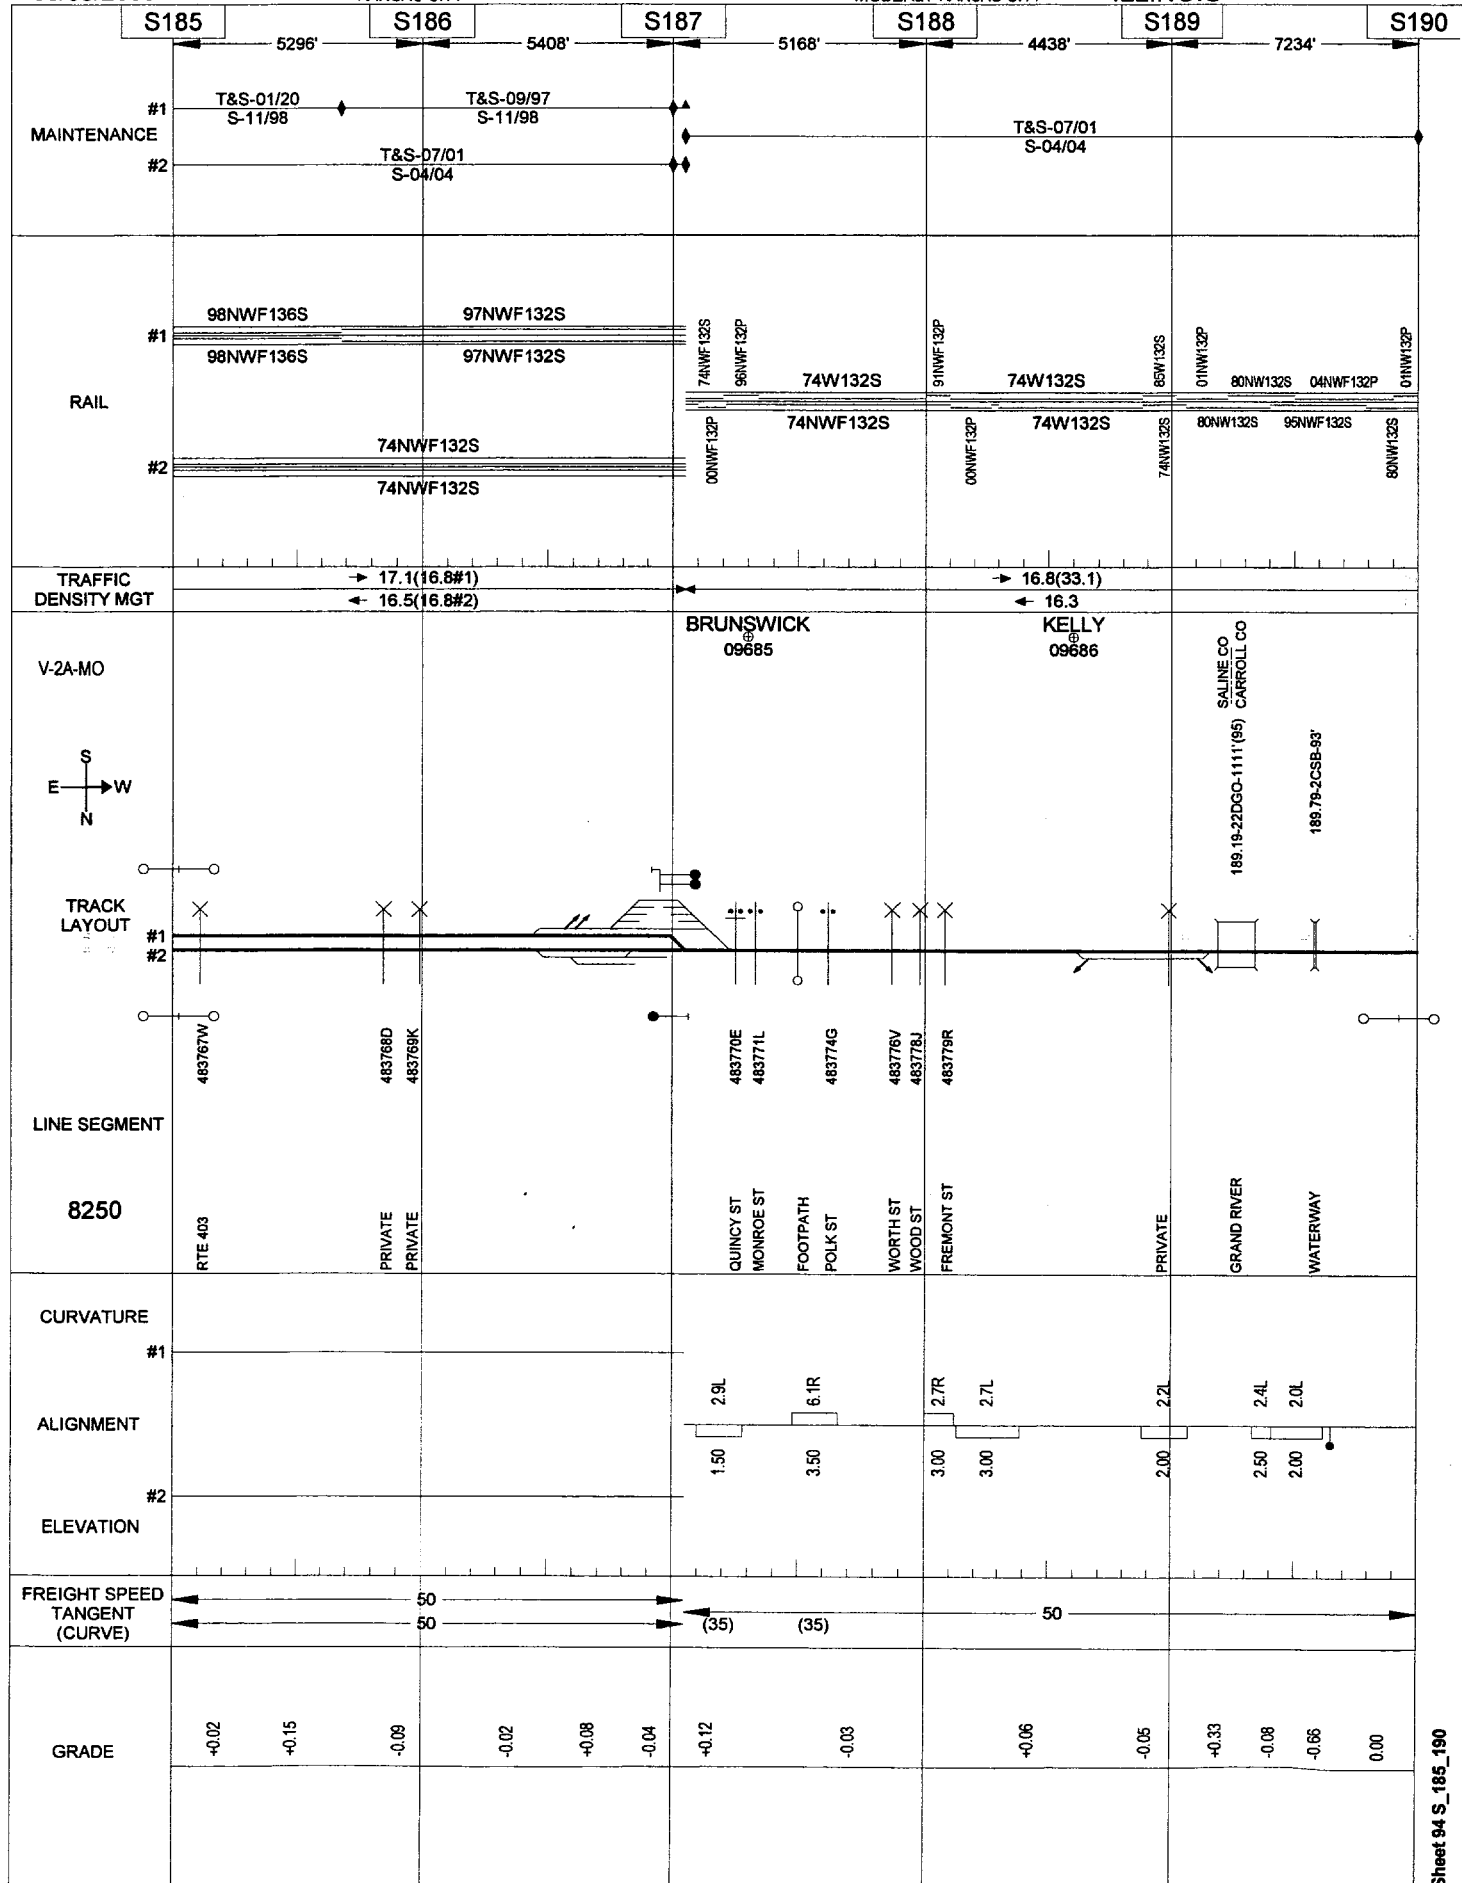 S185 S186 S187 S188 S189 S190
5296' 5408' 5168' 4438' 7234'
MAINTENANCE
#1
T&S-01/20
S-11/98
T&S-09/97
S-11/98
T&S-07/01
S-04/04
#2
T&S-07/01
S-04/04
RAIL
#1
98NWF136S 97NWF132S
98NWF136S 97NWF132S
74NWF132S
96NWF132P
74W132S
91NWF132P
74W132S
85W132S
01NW132P
80NW132S
04NWF132P
01NW132P
00NWF132P
74NWF132S
00NWF132P
74W132S
74NW132S
80NW132S
95NWF132S
80NW132S
#2
74NWF132S
74NWF132S
TRAFFIC
DENSITY MGT
17.1(16.8#1) 16.8(33.1)
16.5(16.8#2) 16.3
V-2A-MO
BRUNSWICK
09685
KELLY
09686
SALINE CO
CARROLL CO
189.19-22DGO-1111'(95)
189.79-2CSB-93'
S
E W
N
TRACK
LAYOUT
#1
#2
483767W
483768D
483769K
483770E
483771L
483774G
483776V
483778J
483779R
LINE SEGMENT
8250
RTE 403
PRIVATE
PRIVATE
QUINCY ST
MONROE ST
FOOTPATH
POLK ST
WORTH ST
WOOD ST
FREMONT ST
PRIVATE
GRAND RIVER
WATERWAY
CURVATURE
#1
ALIGNMENT
2.9L 6.1R 2.7R 2.7L 2.2L 2.4L 2.0L
1.50 3.50 3.00 3.00 2.00 2.50 2.00
#2
ELEVATION
FREIGHT SPEED
TANGENT
(CURVE)
50
50
(35) (35) 50
GRADE
+0.02 +0.15 -0.09 -0.02 +0.08 -0.04 +0.12 -0.03 +0.06 -0.05 +0.33 -0.08 -0.66 0.00
Sheet 94 S_185_190